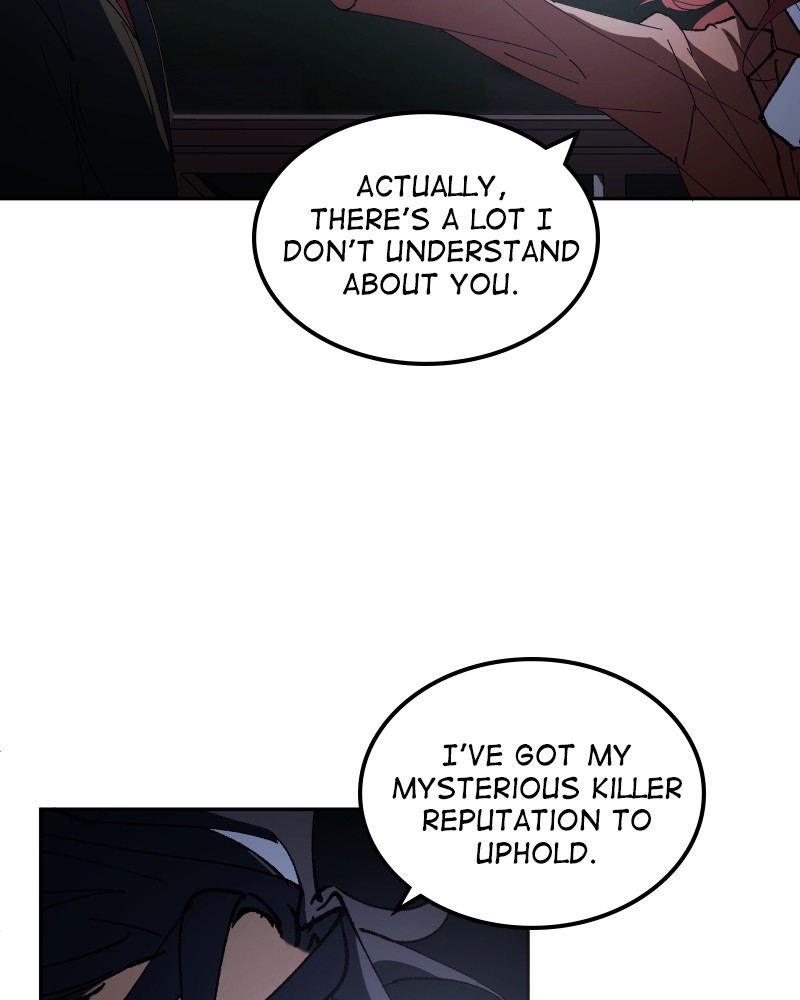 ACTUALLY,
THERE'S A LOT I
DON'T UNDERSTAND
ABOUT YOU.
I'VE GOT MY
MYSTERIOUS KILLER
REPUTATION TO
UPHOLD.